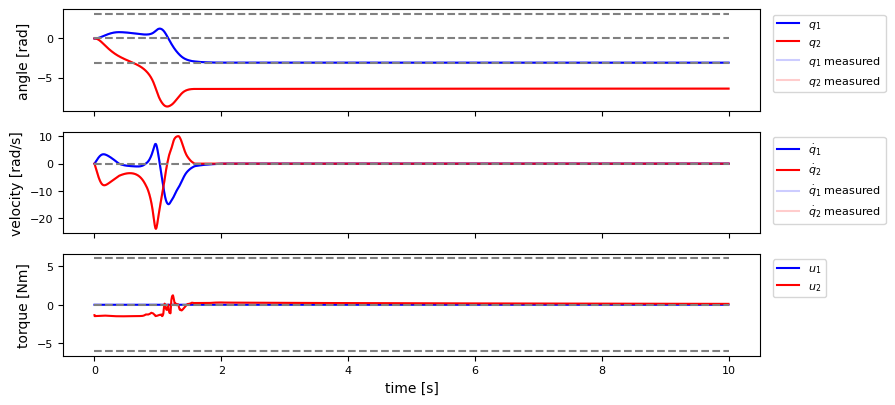 angle [rad]
0
−5
q₁
q₂
q₁ measured
q₂ measured
velocity [rad/s]
10
0
−10
−20
q̇₁
q̇₂
q̇₁ measured
q̇₂ measured
torque [Nm]
5
0
−5
u₁
u₂
0
2
4
6
8
10
time [s]